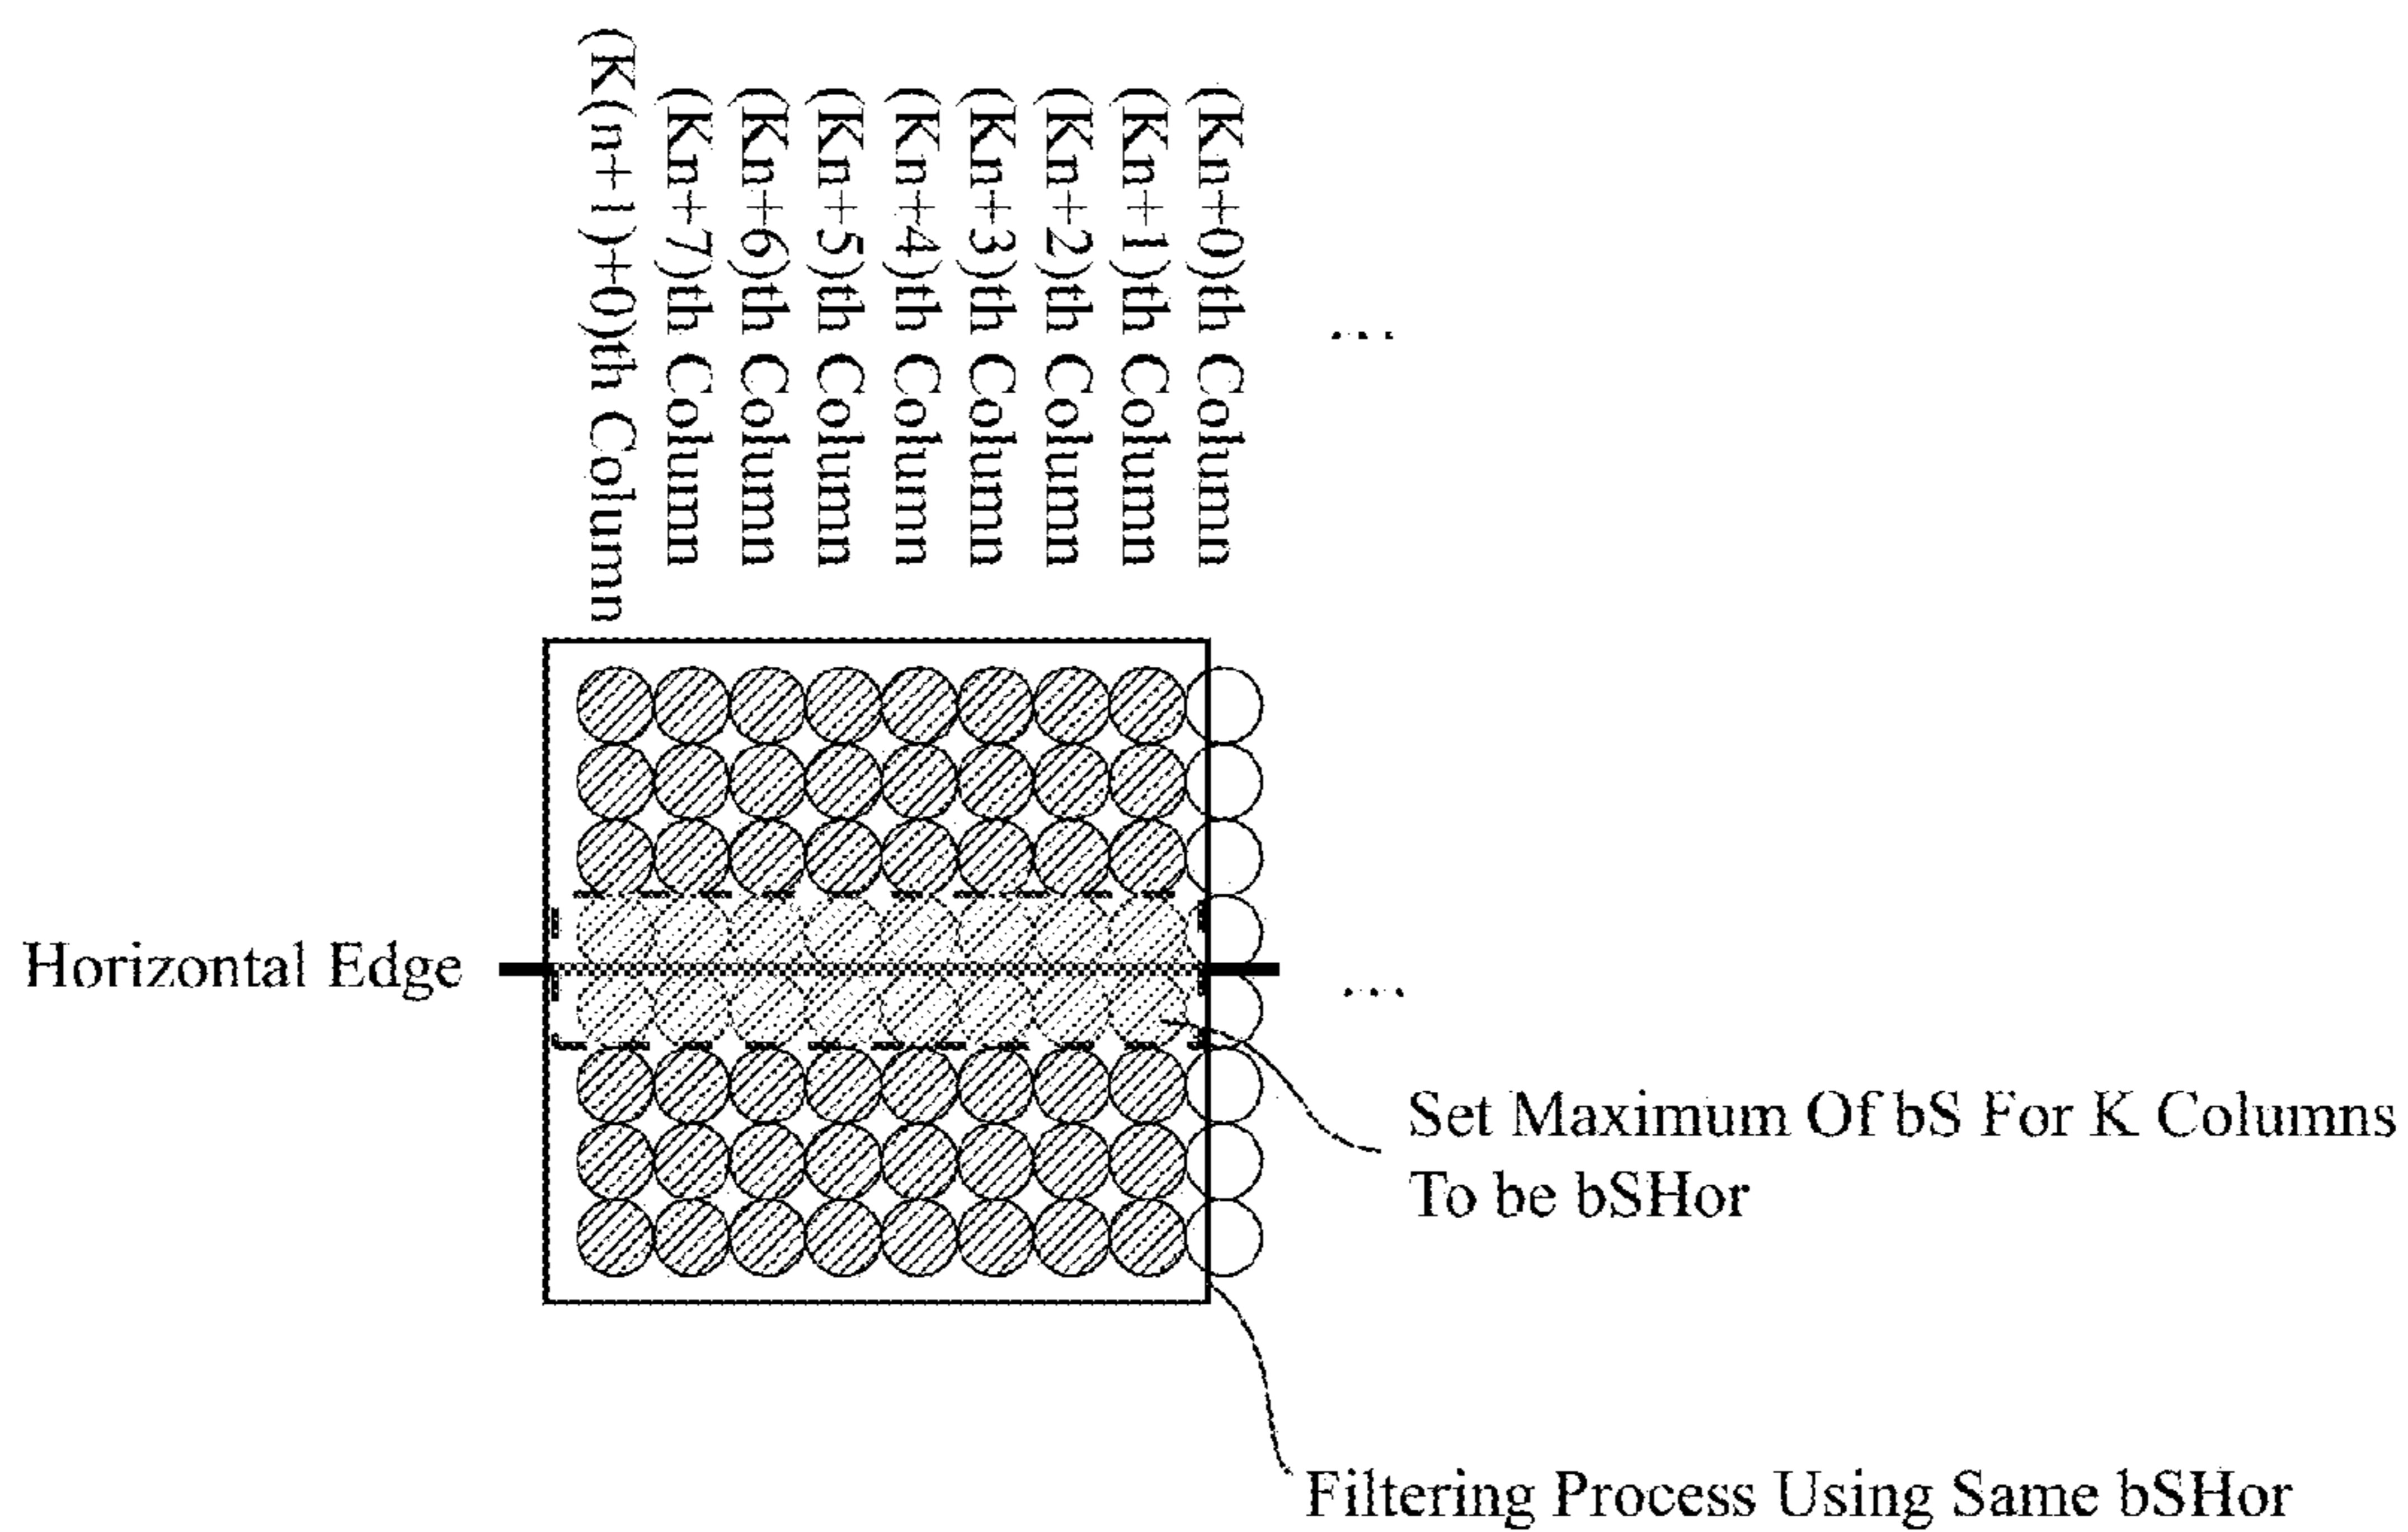 (K(n+1)+0)th Column
(Kn+7)th Column
(Kn+6)th Column
(Kn+5)th Column
(Kn+4)th Column
(Kn+3)th Column
(Kn+2)th Column
(Kn+1)th Column
(Kn+0)th Column
...
Horizontal Edge
...
Set Maximum Of bS For K Columns
To be bSHor
Filtering Process Using Same bSHor